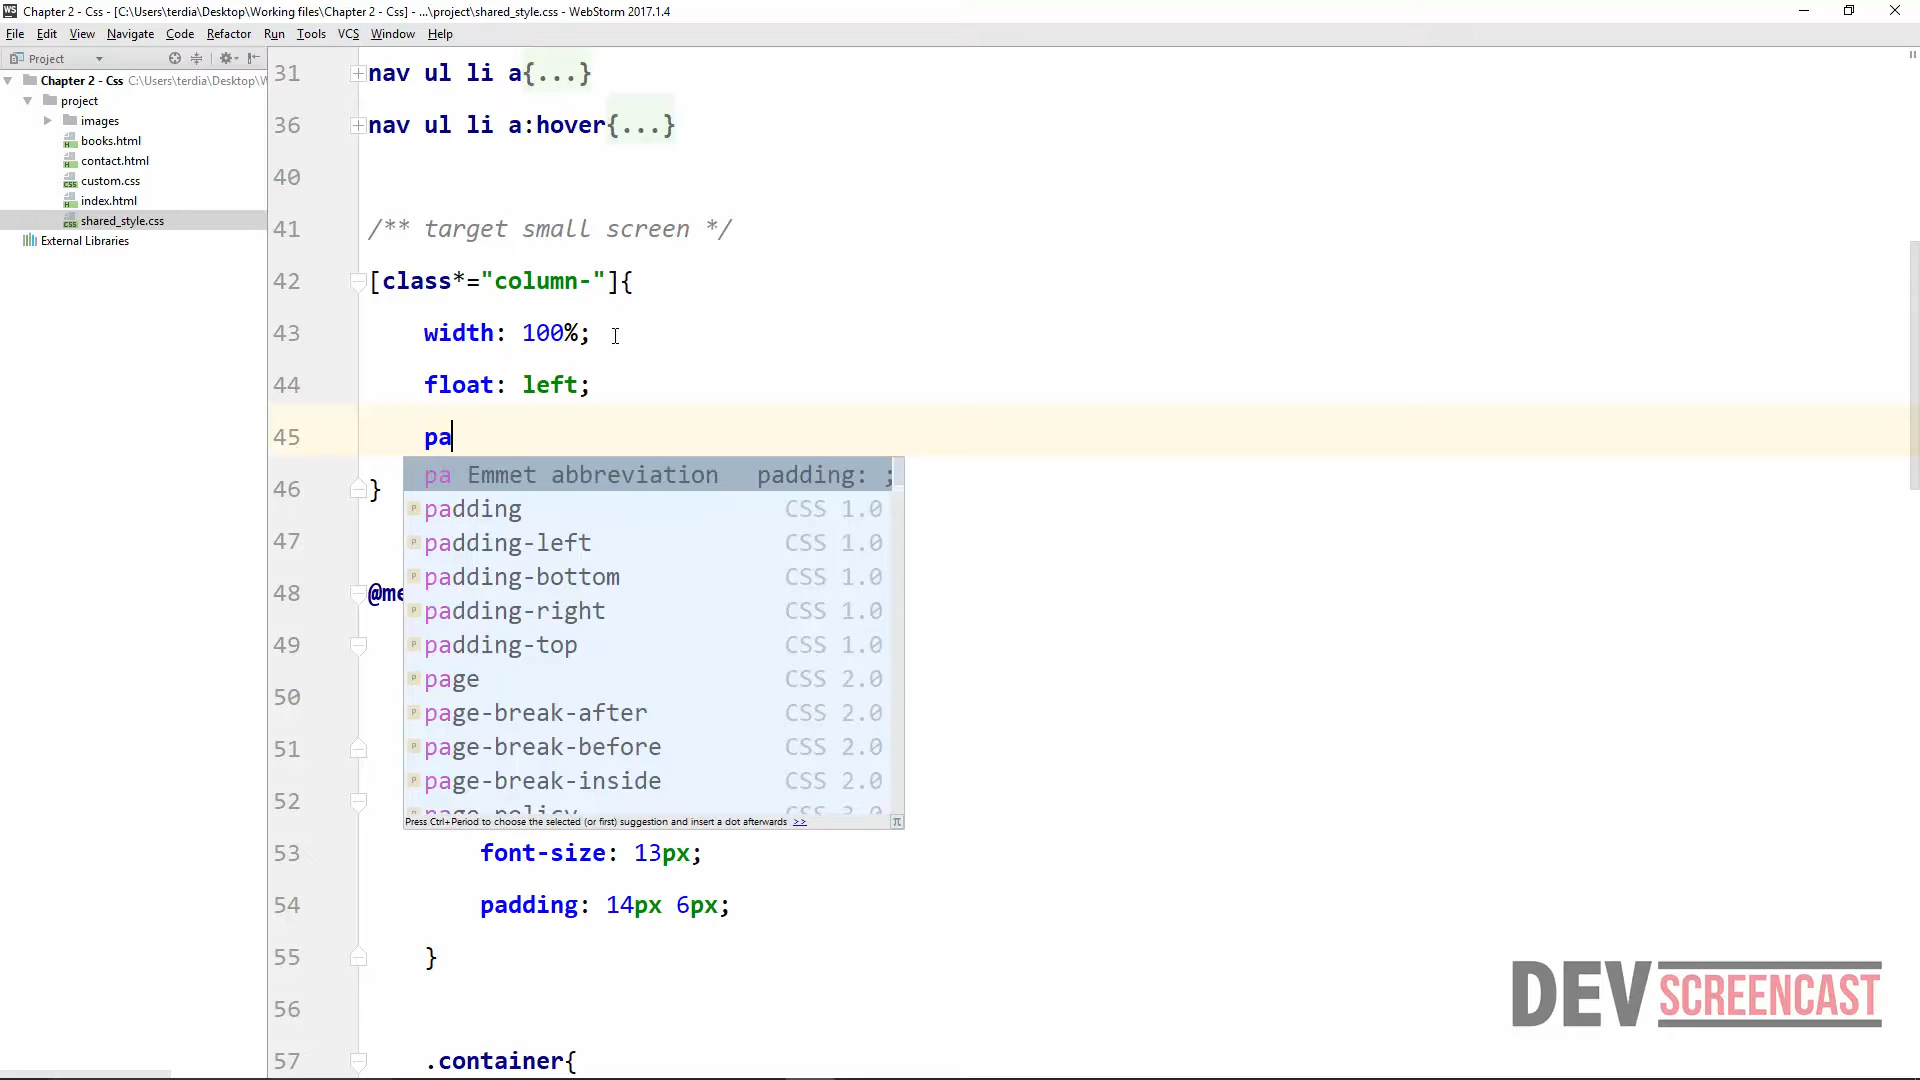 WS Chapter 2 - Css - [C:\Users\terdia\Desktop\Working files\Chapter 2 - Css] - ...\project\shared_style.css - WebStorm 2017.1.4
File Edit View Navigate Code Refactor Run Tools VCS Window Help
Project
Chapter 2 - Css C:\Users\terdia\Desktop\W
project
images
books.html
contact.html
custom.css
index.html
shared_style.css
External Libraries
31 nav ul li a{...}
36 nav ul li a:hover{...}
40
41 /** target small screen */
42 [class*="column-"]{
43 width: 100%;
44 float: left;
45 pa
46 }
47
48 @me
49
50
51
52
53 font-size: 13px;
54 padding: 14px 6px;
55 }
56
57 .container{
pa Emmet abbreviation padding: ;
padding CSS 1.0
padding-left CSS 1.0
padding-bottom CSS 1.0
padding-right CSS 1.0
padding-top CSS 1.0
page CSS 2.0
page-break-after CSS 2.0
page-break-before CSS 2.0
page-break-inside CSS 2.0
Press Ctrl+Period to choose the selected (or first) suggestion and insert a dot afterwards >>
π
DEV SCREENCAST